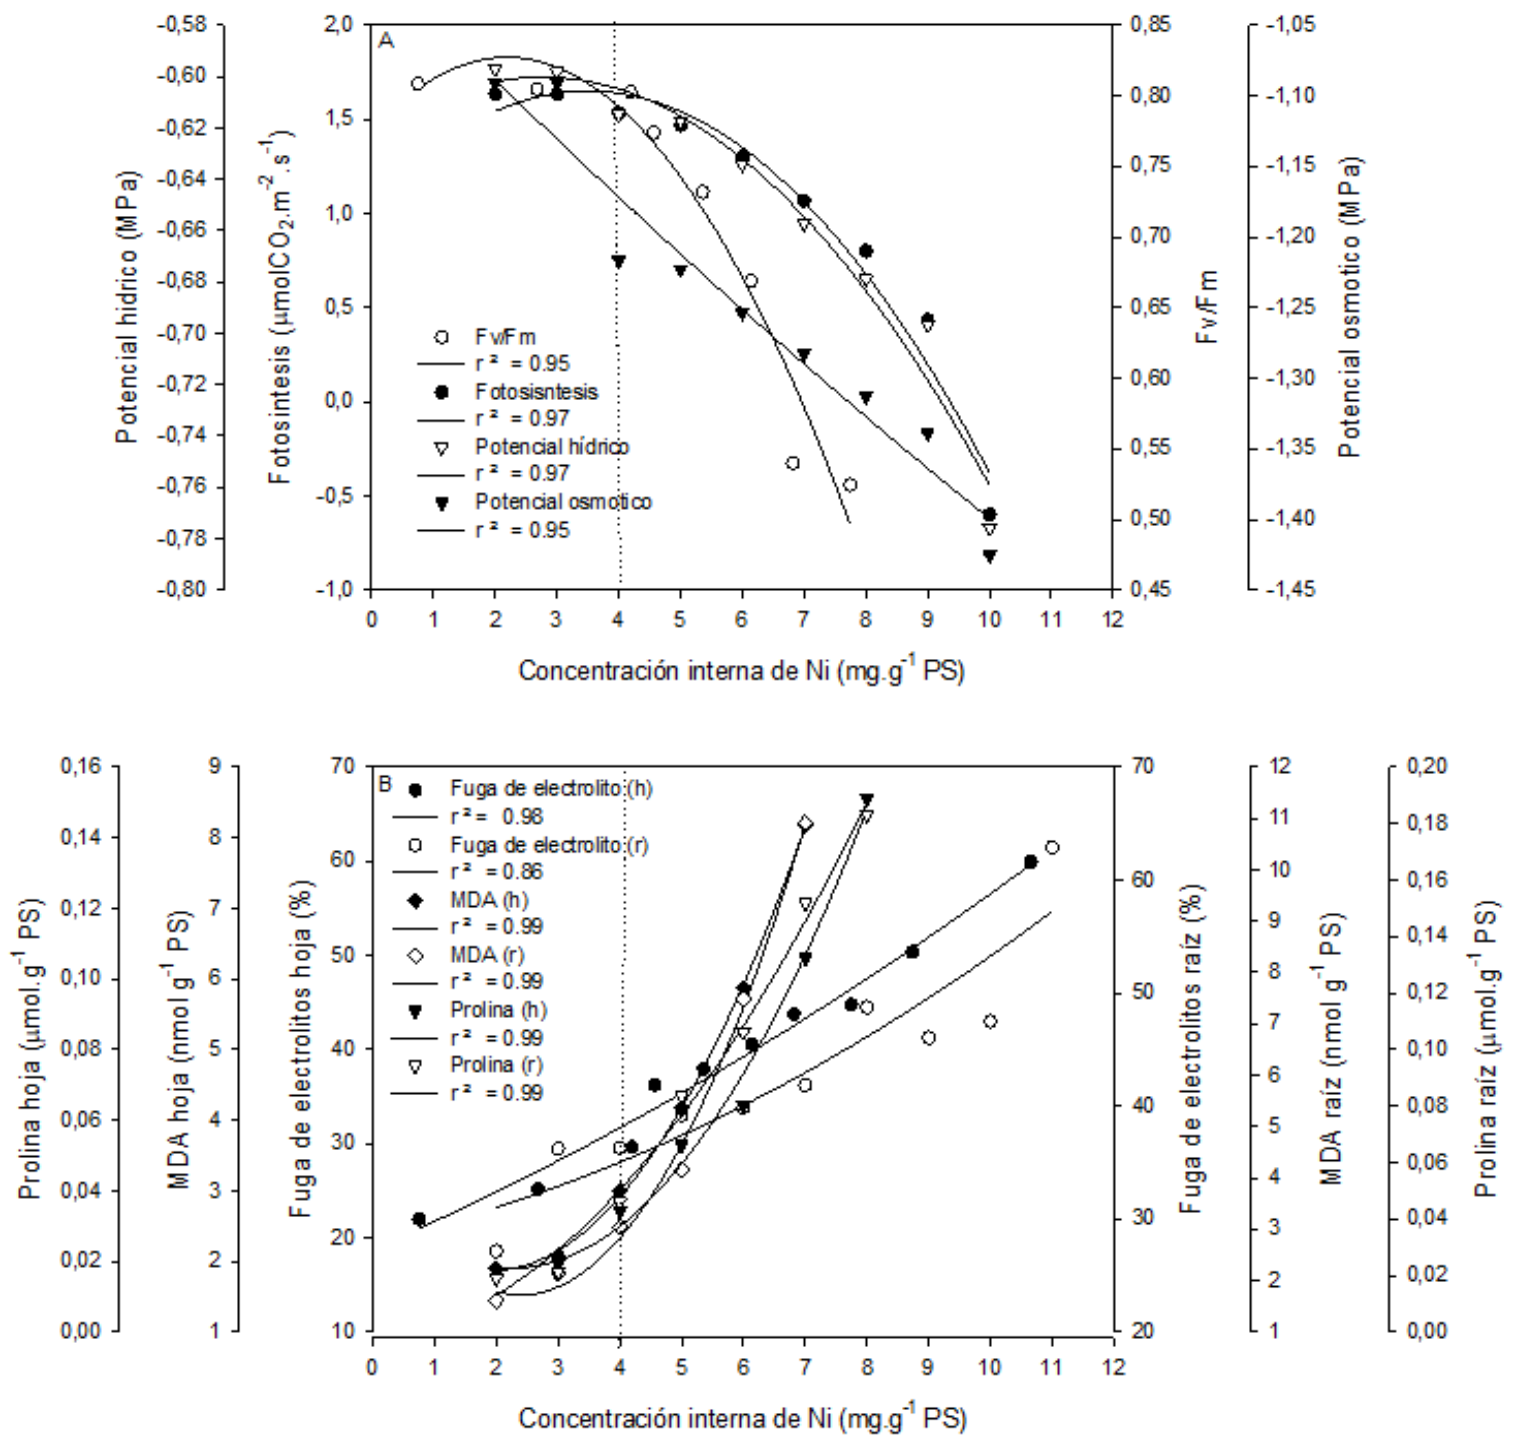 A
Potencial hidrico (MPa)
-0,58
-0,60
-0,62
-0,64
-0,66
-0,68
-0,70
-0,72
-0,74
-0,76
-0,78
-0,80
Fotosintesis (μmolCO₂.m⁻².s⁻¹)
2,0
1,5
1,0
0,5
0,0
-0,5
-1,0
Fv/Fm
r² = 0.95
Fotosisntesis
r² = 0.97
Potencial hídrico
r² = 0.97
Potencial osmotico
r² = 0.95
0,85
0,80
0,75
0,70
0,65
0,60
0,55
0,50
0,45
Fv/Fm
-1,05
-1,10
-1,15
-1,20
-1,25
-1,30
-1,35
-1,40
-1,45
Potencial osmotico (MPa)
0 1 2 3 4 5 6 7 8 9 10 11 12
Concentración interna de Ni (mg.g⁻¹ PS)
B
Prolina hoja (μmol.g⁻¹ PS)
0,16
0,14
0,12
0,10
0,08
0,06
0,04
0,02
0,00
MDA hoja (nmol g⁻¹ PS)
9
8
7
6
5
4
3
2
1
Fuga de electrolitos hoja (%)
70
60
50
40
30
20
10
Fuga de electrolito (h)
r² = 0.98
Fuga de electrolito (r)
r² = 0.86
MDA (h)
r² = 0.99
MDA (r)
r² = 0.99
Prolina (h)
r² = 0.99
Prolina (r)
r² = 0.99
70
60
50
40
30
20
Fuga de electrolitos raíz (%)
12
11
10
9
8
7
6
5
4
3
2
1
MDA raíz (nmol g⁻¹ PS)
0,20
0,18
0,16
0,14
0,12
0,10
0,08
0,06
0,04
0,02
0,00
Prolina raíz (μmol.g⁻¹ PS)
0 1 2 3 4 5 6 7 8 9 10 11 12
Concentración interna de Ni (mg.g⁻¹ PS)